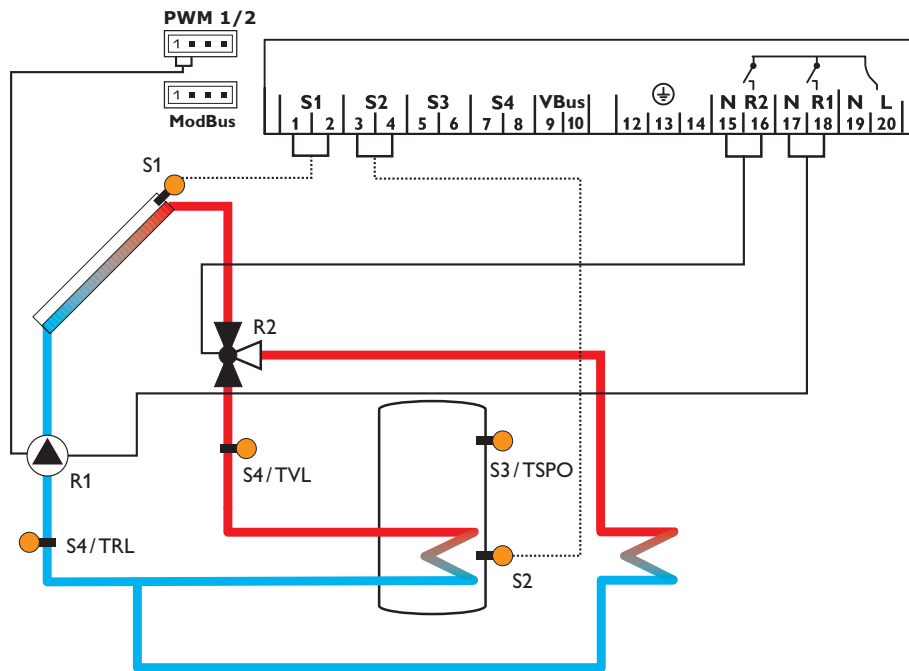 PWM 1/2
1
1
ModBus
S1 S2 S3 S4 VBus N R2 N R1 N L
1 2 3 4 5 6 7 8 9 10 12 13 14 15 16 17 18 19 20
S1
R2
S4/TVL
S3/TSPO
R1
S4/TRL
S2